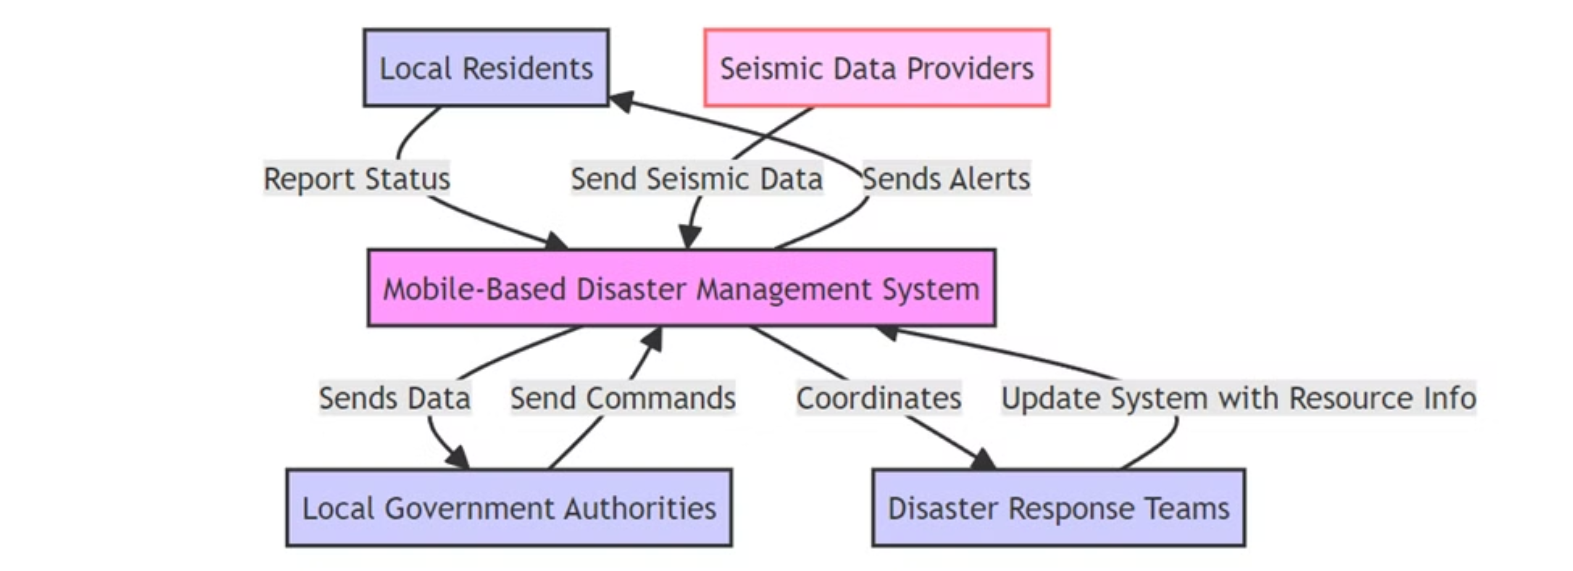 Local Residents
Seismic Data Providers
Report Status
Send Seismic Data
Sends Alerts
Mobile-Based Disaster Management System
Sends Data
Send Commands
Coordinates
Update System with Resource Info
Local Government Authorities
Disaster Response Teams